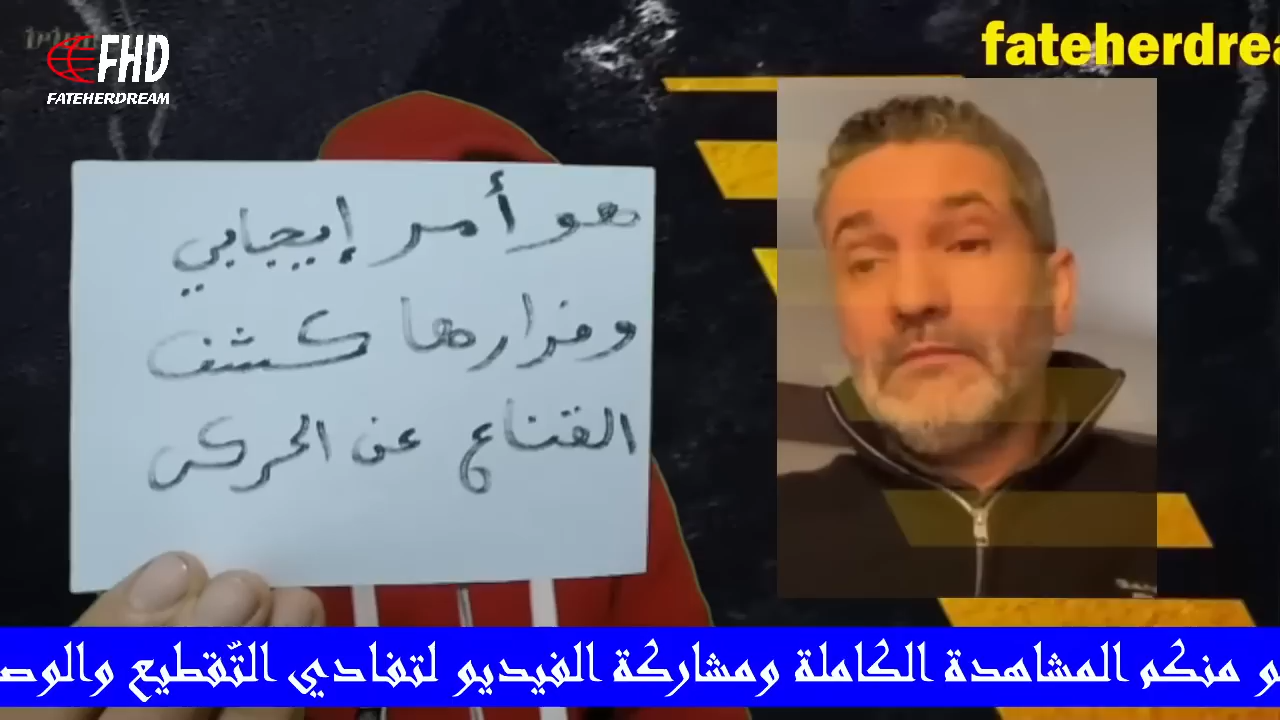 FHD
FATEHERDREAM
fateherdrea
هو أمر إيجابي
وفرارها كشف
القناع عن الحركى
و منكم المشاهدة الكاملة ومشاركة الفيديو لتفادي التّقطيع والوص